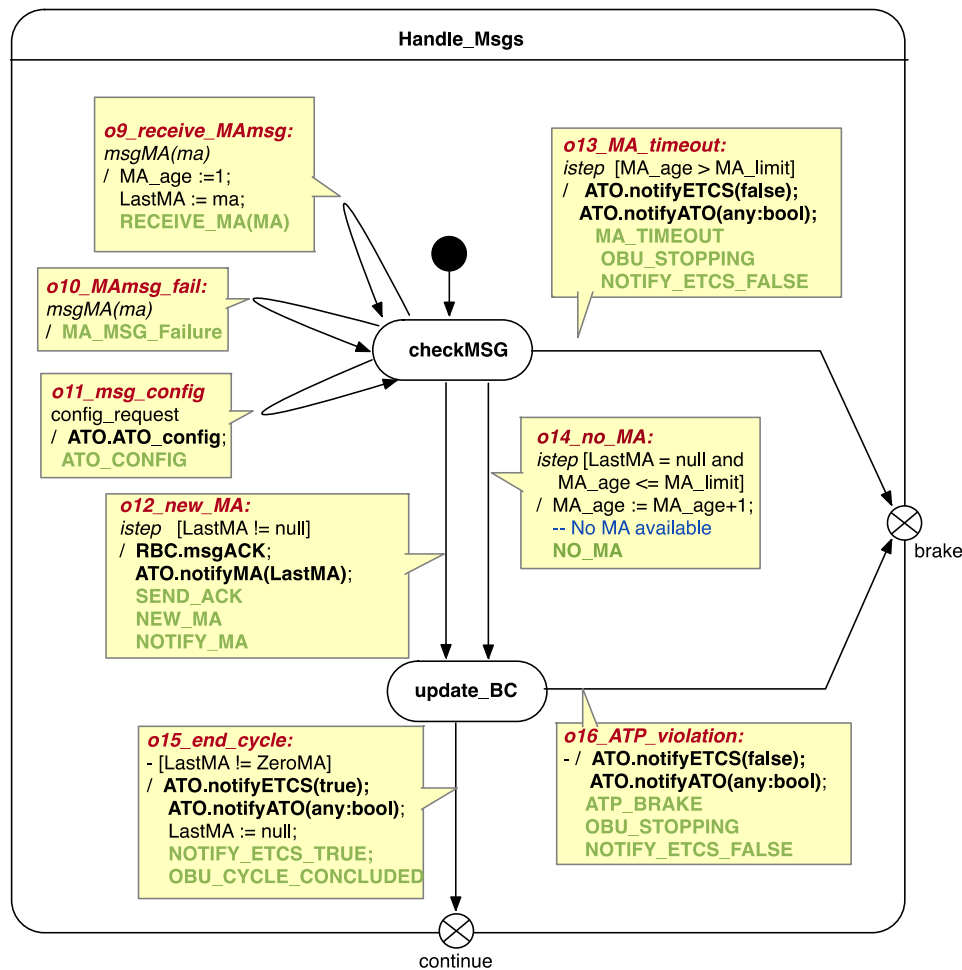 Handle_Msgs
o9_receive_MAmsg:
msgMA(ma)
/ MA_age :=1;
LastMA := ma;
RECEIVE_MA(MA)
o13_MA_timeout:
istep [MA_age > MA_limit]
/ ATO.notifyETCS(false);
ATO.notifyATO(any:bool);
MA_TIMEOUT
OBU_STOPPING
NOTIFY_ETCS_FALSE
o10_MAmsg_fail:
msgMA(ma)
/ MA_MSG_Failure
checkMSG
o11_msg_config
config_request
/ ATO.ATO_config;
ATO_CONFIG
o14_no_MA:
istep [LastMA = null and
MA_age <= MA_limit]
/ MA_age := MA_age+1;
-- No MA available
NO_MA
o12_new_MA:
istep [LastMA != null]
/ RBC.msgACK;
ATO.notifyMA(LastMA);
SEND_ACK
NEW_MA
NOTIFY_MA
brake
update_BC
o15_end_cycle:
- [LastMA != ZeroMA]
/ ATO.notifyETCS(true);
ATO.notifyATO(any:bool);
LastMA := null;
NOTIFY_ETCS_TRUE;
OBU_CYCLE_CONCLUDED
o16_ATP_violation:
- / ATO.notifyETCS(false);
ATO.notifyATO(any:bool);
ATP_BRAKE
OBU_STOPPING
NOTIFY_ETCS_FALSE
continue